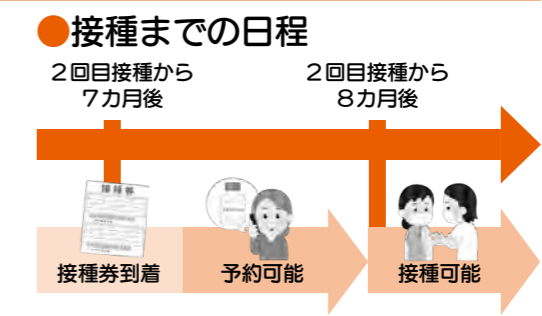 ●接種までの日程
2回目接種から
7カ月後
2回目接種から
8カ月後
接種券
接種券到着
予約可能
接種可能